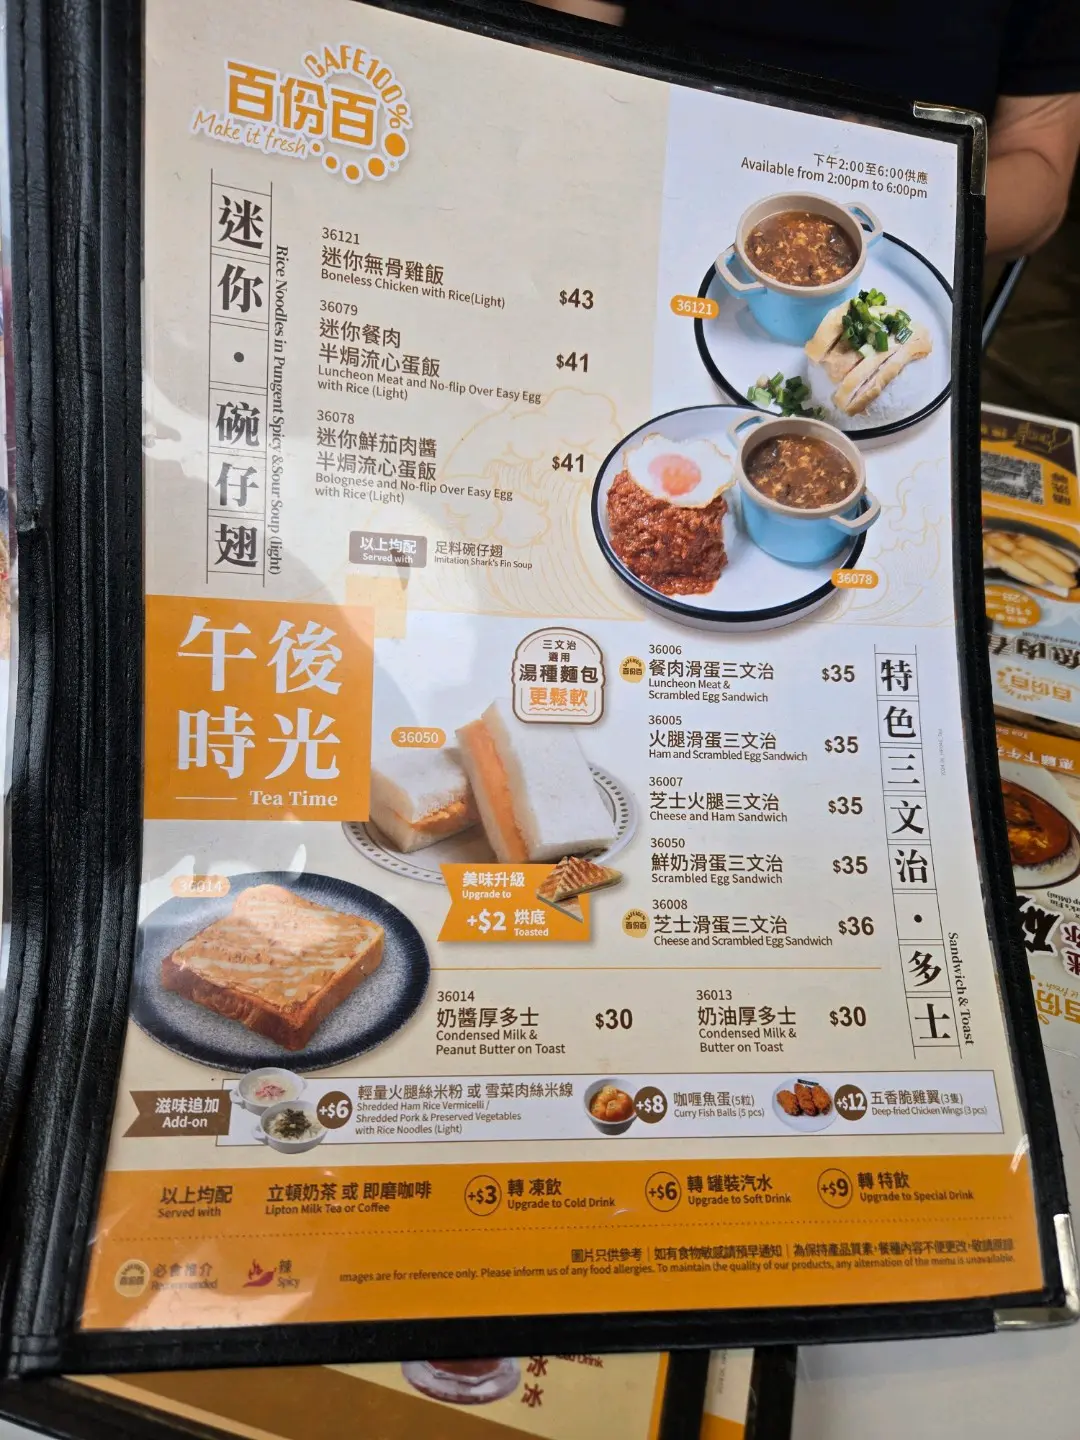 CAFE100%
百份百
Make it fresh
下午2:00至6:00供應
Available from 2:00pm to 6:00pm
迷你・碗仔翅
Rice Noodles in Pungent Spicy &Sour Soup (light)
36121
迷你無骨雞飯
Boneless Chicken with Rice(Light)
$43
36079
迷你餐肉
半焗流心蛋飯
Luncheon Meat and No-flip Over Easy Egg
with Rice (Light)
$41
36078
迷你鮮茄肉醬
半焗流心蛋飯
Bolognese and No-flip Over Easy Egg
with Rice (Light)
$41
以上均配
Served with
足料碗仔翅
Imitation Shark's Fin Soup
36121
36078
午後
時光
Tea Time
三文治
選用
湯種麵包
更鬆軟
36050
36014
美味升級
Upgrade to
+$2 烘底
Toasted
特色三文治・多士
Sandwich & Toast
36006
餐肉滑蛋三文治
Luncheon Meat &
Scrambled Egg Sandwich
$35
36005
火腿滑蛋三文治
Ham and Scrambled Egg Sandwich
$35
36007
芝士火腿三文治
Cheese and Ham Sandwich
$35
36050
鮮奶滑蛋三文治
Scrambled Egg Sandwich
$35
36008
芝士滑蛋三文治
Cheese and Scrambled Egg Sandwich
$36
36014
奶醬厚多士
Condensed Milk &
Peanut Butter on Toast
$30
36013
奶油厚多士
Condensed Milk &
Butter on Toast
$30
滋味追加
Add-on
+$6
輕量火腿絲米粉 或 雪菜肉絲米線
Shredded Ham Rice Vermicelli /
Shredded Pork & Preserved Vegetables
with Rice Noodles (Light)
+$8
咖喱魚蛋(5粒)
Curry Fish Balls (5 pcs)
+$12
五香脆雞翼(3隻)
Deep-fried Chicken Wings (3 pcs)
以上均配
Served with
立頓奶茶 或 即磨咖啡
Lipton Milk Tea or Coffee
+$3
轉 凍飲
Upgrade to Cold Drink
+$6
轉 罐裝汽水
Upgrade to Soft Drink
+$9
轉 特飲
Upgrade to Special Drink
必食推介
Recommended
辣
Spicy
圖片只供參考｜如有食物敏感請預早通知｜為保持產品質素，餐種內容不便更改，敬請原諒
Images are for reference only. Please inform us of any food allergies. To maintain the quality of our products, any alternation of the menu is unavailable.